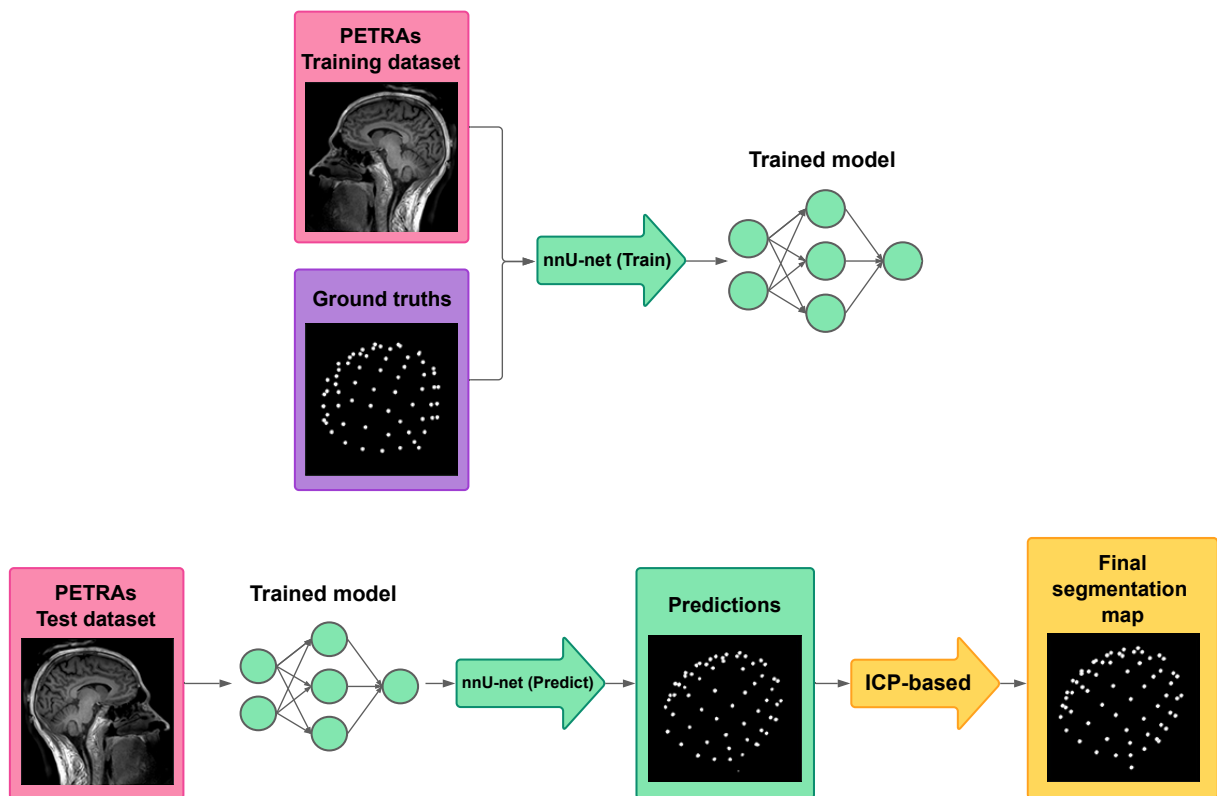 PETRAs
Training dataset
Trained model
nnU-net (Train)
Ground truths
PETRAs
Test dataset
Trained model
nnU-net (Predict)
Predictions
ICP-based
Final
segmentation
map